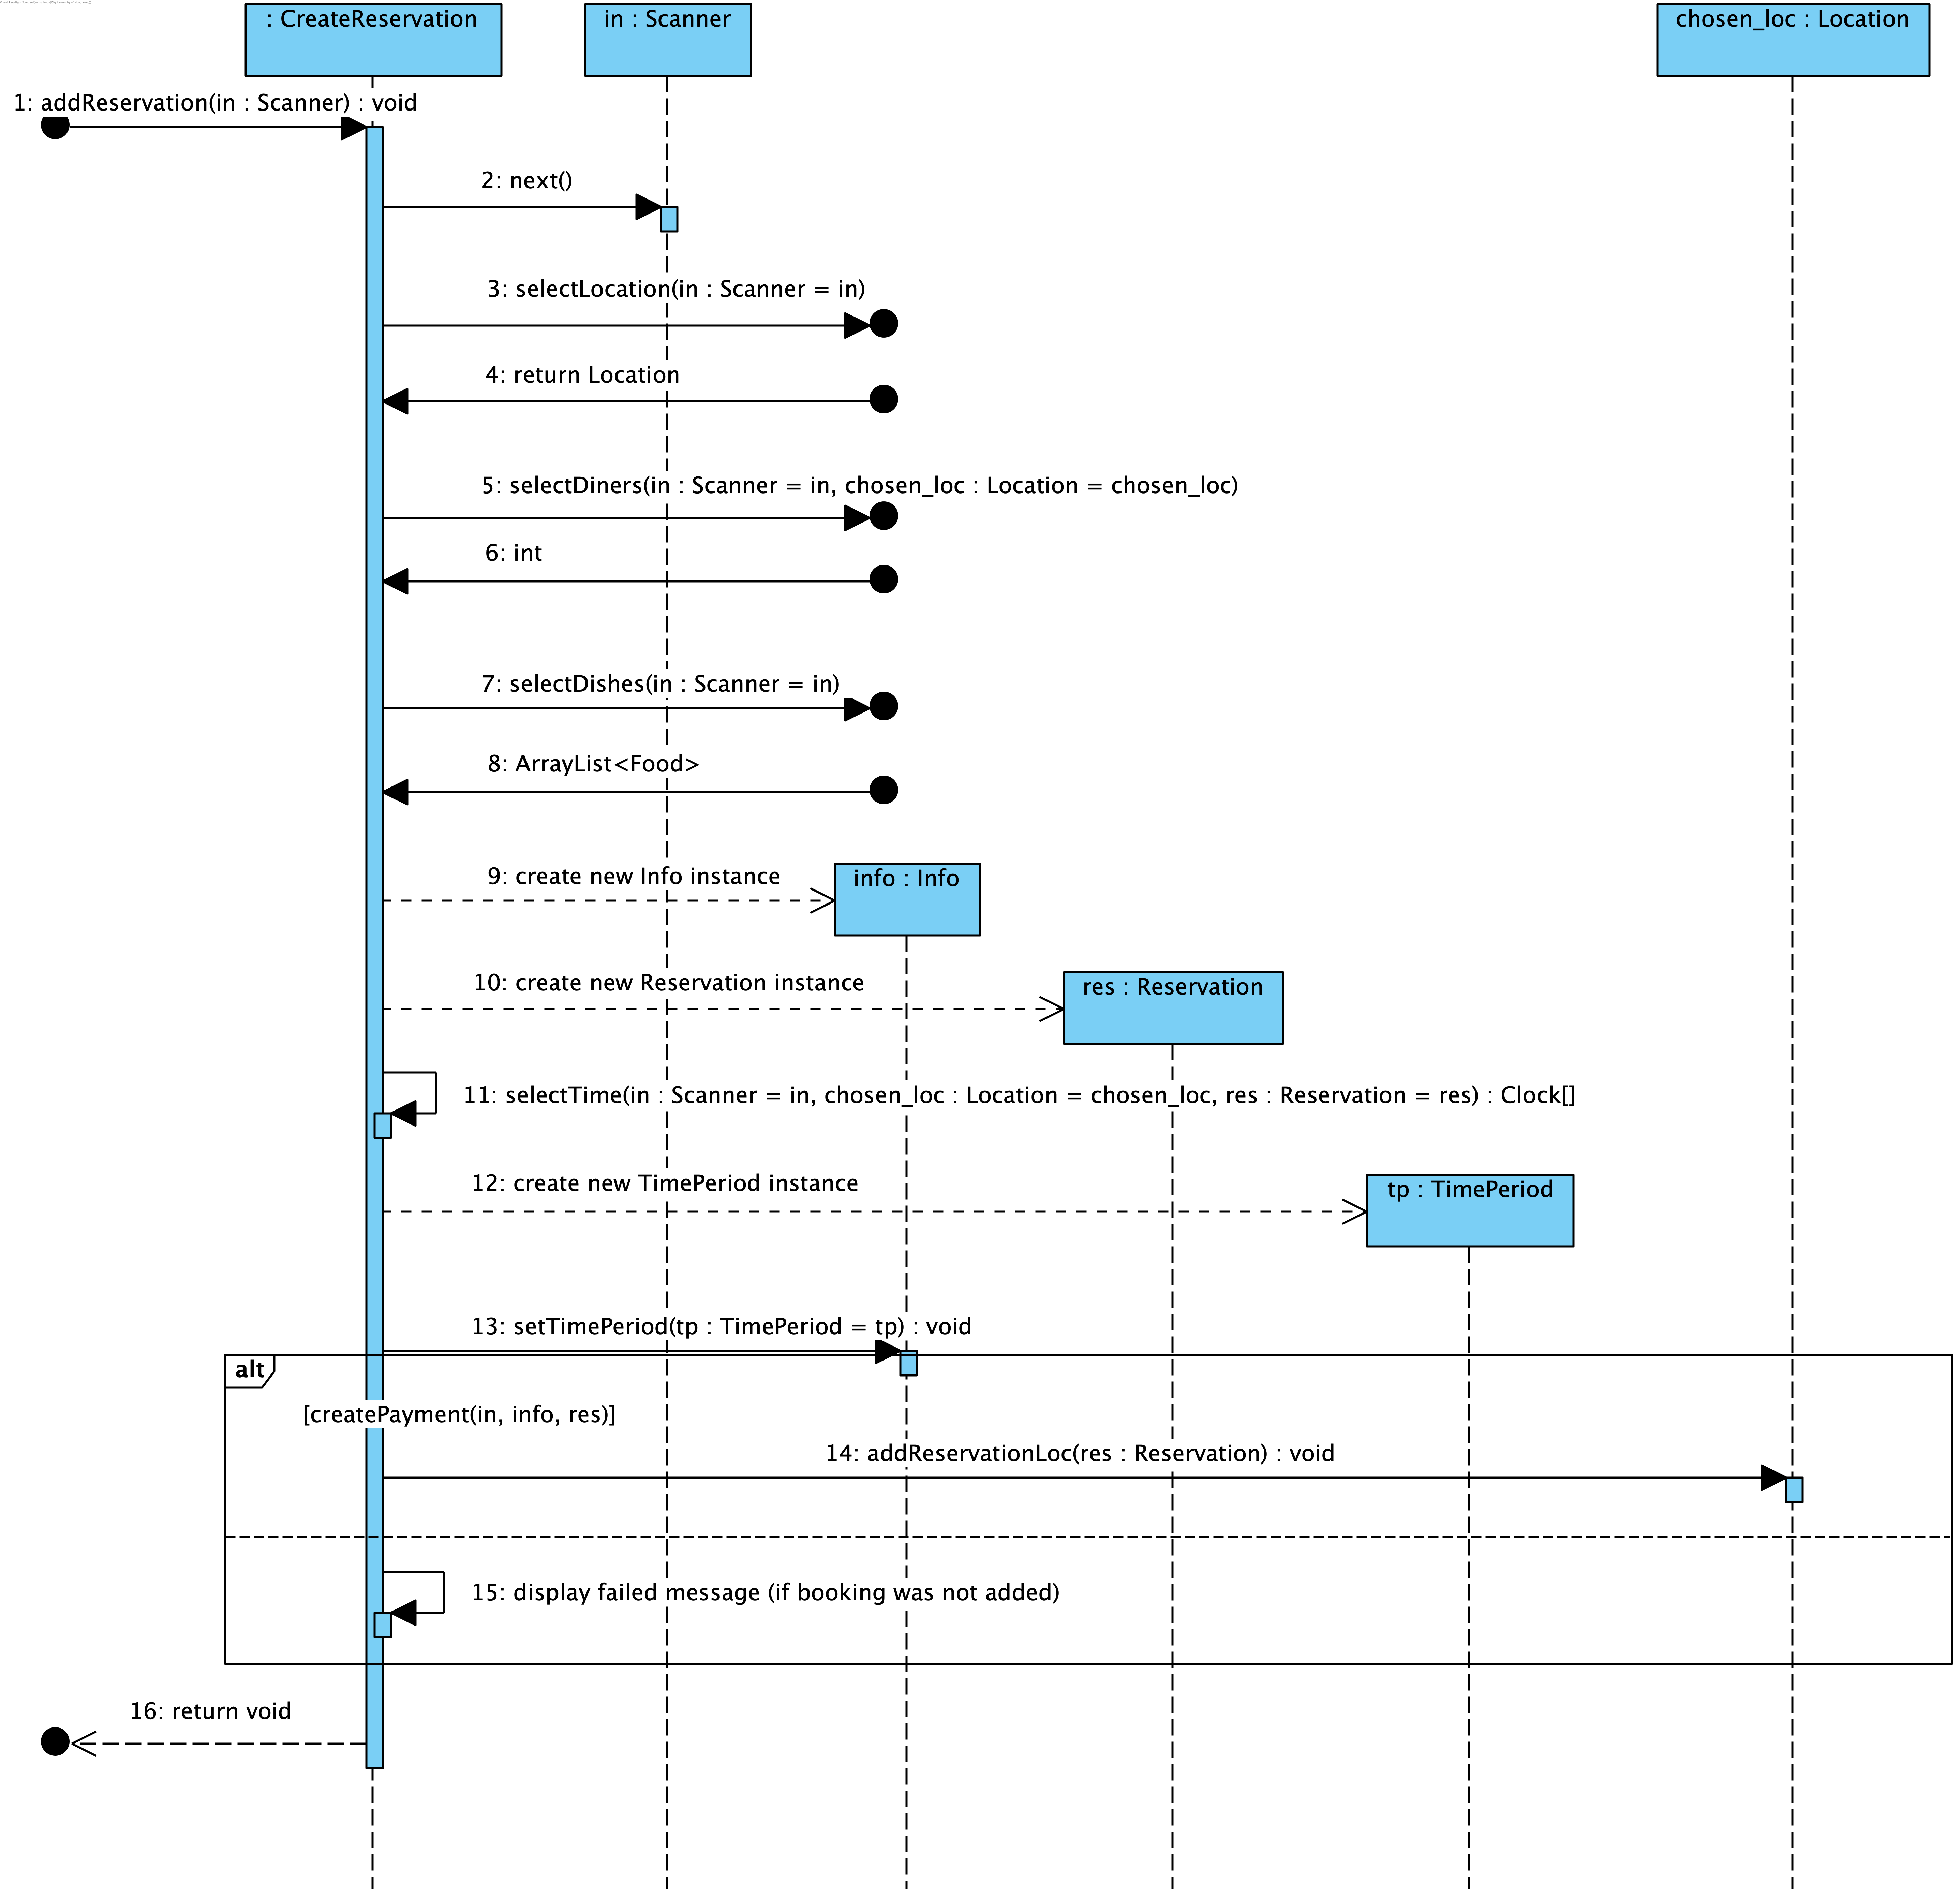 : CreateReservation
in : Scanner
chosen_loc : Location
1: addReservation(in : Scanner) : void
2: next()
3: selectLocation(in : Scanner = in)
4: return Location
5: selectDiners(in : Scanner = in, chosen_loc : Location = chosen_loc)
6: int
7: selectDishes(in : Scanner = in)
8: ArrayList<Food>
9: create new Info instance
info : Info
10: create new Reservation instance
res : Reservation
11: selectTime(in : Scanner = in, chosen_loc : Location = chosen_loc, res : Reservation = res) : Clock[]
12: create new TimePeriod instance
tp : TimePeriod
13: setTimePeriod(tp : TimePeriod = tp) : void
alt
[createPayment(in, info, res)]
14: addReservationLoc(res : Reservation) : void
15: display failed message (if booking was not added)
16: return void